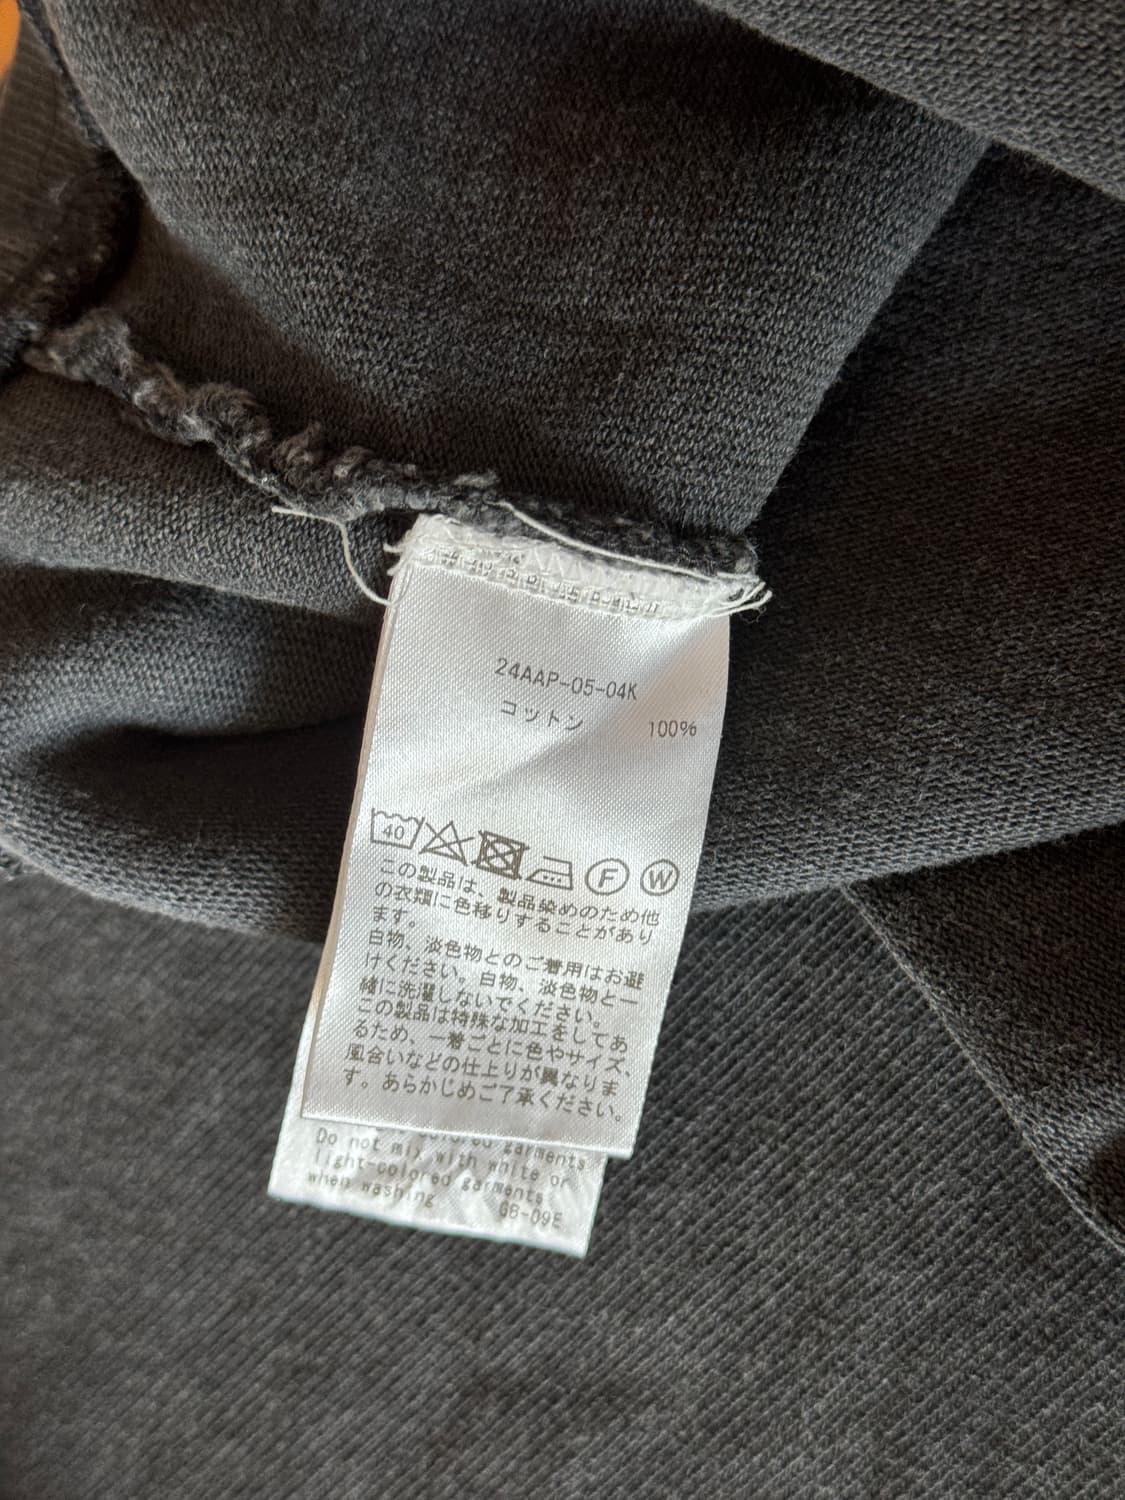 24AAP-05-04K
コットン 100%
40
F W
この製品は、製品染めのため他
の衣類に色移りすることがあり
ます。
白物、淡色物とのご着用はお避
けください。白物、淡色物と一
緒に洗濯しないでください。
この製品は特殊な加工をしてあ
るため、一着ごとに色やサイズ、
風合いなどの仕上りが異なりま
す。あらかじめご了承ください。
colored garments
Do not mix with white or
light-colored garments
when washing
GB-09E